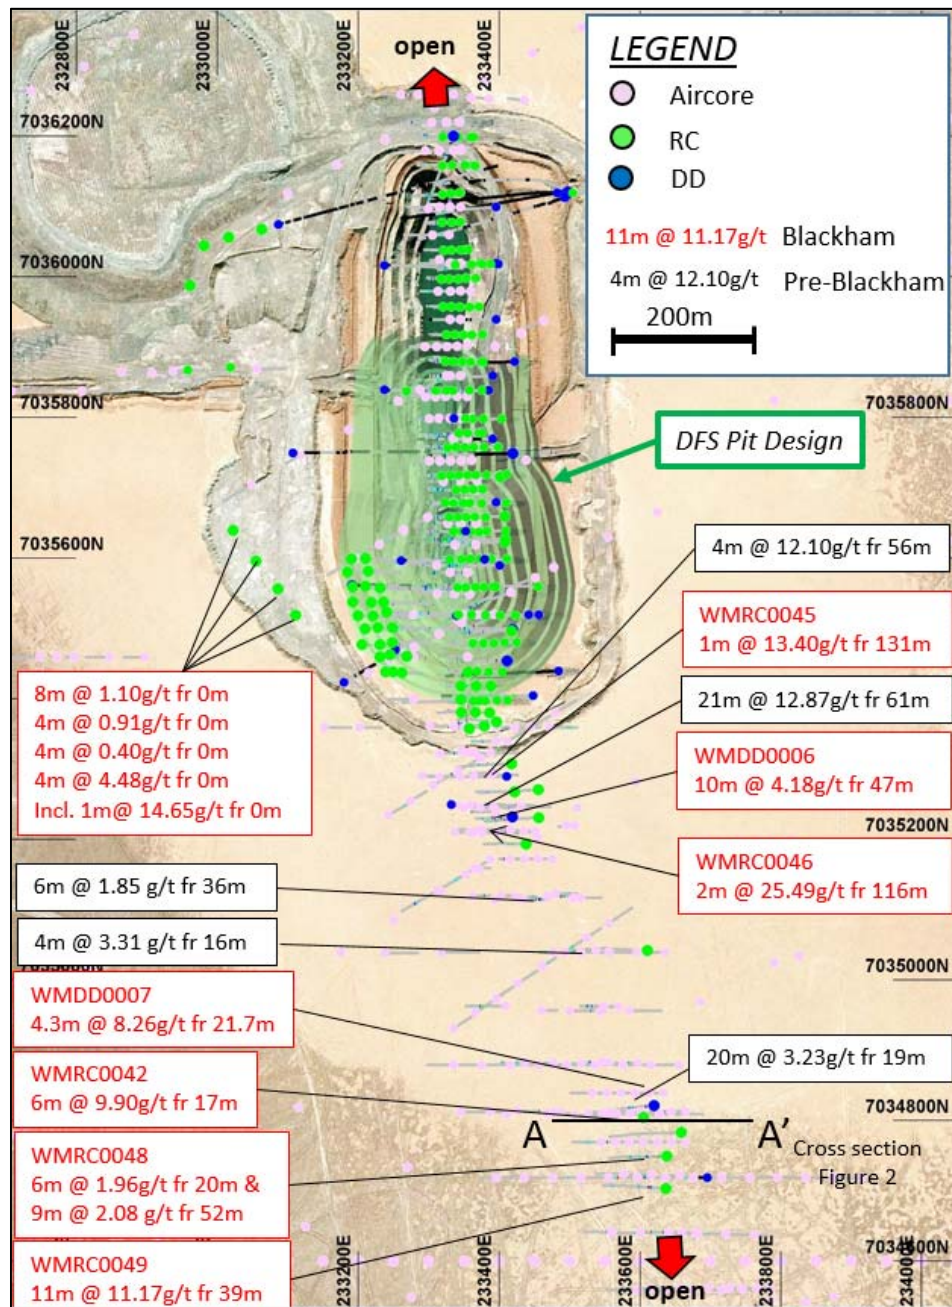 232800E
233000E
233200E
233400E
open
LEGEND
Aircore
RC
DD
11m @ 11.17g/t Blackham
4m @ 12.10g/t Pre-Blackham
200m
7036200N
7036000N
7035800N
7035800N
DFS Pit Design
7035600N
4m @ 12.10g/t fr 56m
WMRC0045
1m @ 13.40g/t fr 131m
21m @ 12.87g/t fr 61m
8m @ 1.10g/t fr 0m
4m @ 0.91g/t fr 0m
4m @ 0.40g/t fr 0m
4m @ 4.48g/t fr 0m
Incl. 1m@ 14.65g/t fr 0m
WMDD0006
10m @ 4.18g/t fr 47m
7035200N
WMRC0046
2m @ 25.49g/t fr 116m
6m @ 1.85 g/t fr 36m
4m @ 3.31 g/t fr 16m
7035000N
WMDD0007
4.3m @ 8.26g/t fr 21.7m
20m @ 3.23g/t fr 19m
WMRC0042
6m @ 9.90g/t fr 17m
7034800N
A A'
Cross section
Figure 2
WMRC0048
6m @ 1.96g/t fr 20m &
9m @ 2.08 g/t fr 52m
WMRC0049
11m @ 11.17g/t fr 39m
7034600N
open
233200E
233400E
233600E
233800E
234000E